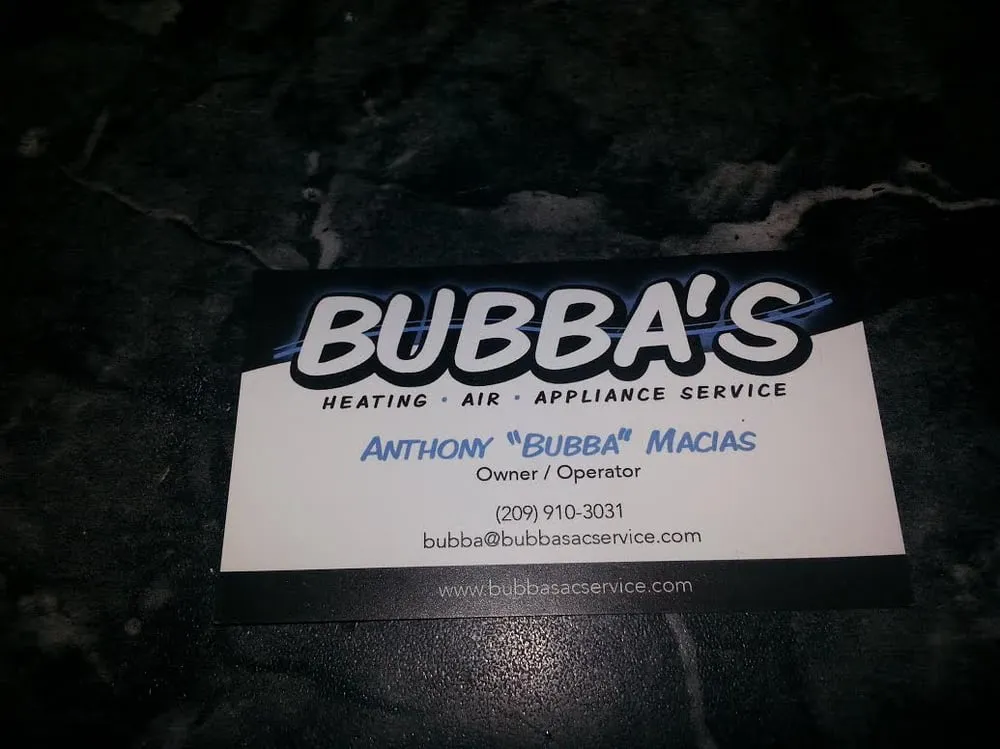 BUBBA'S
HEATING • AIR • APPLIANCE SERVICE
ANTHONY "BUBBA" MACIAS
Owner / Operator
(209) 910-3031
bubba@bubbasacservice.com
www.bubbasacservice.com